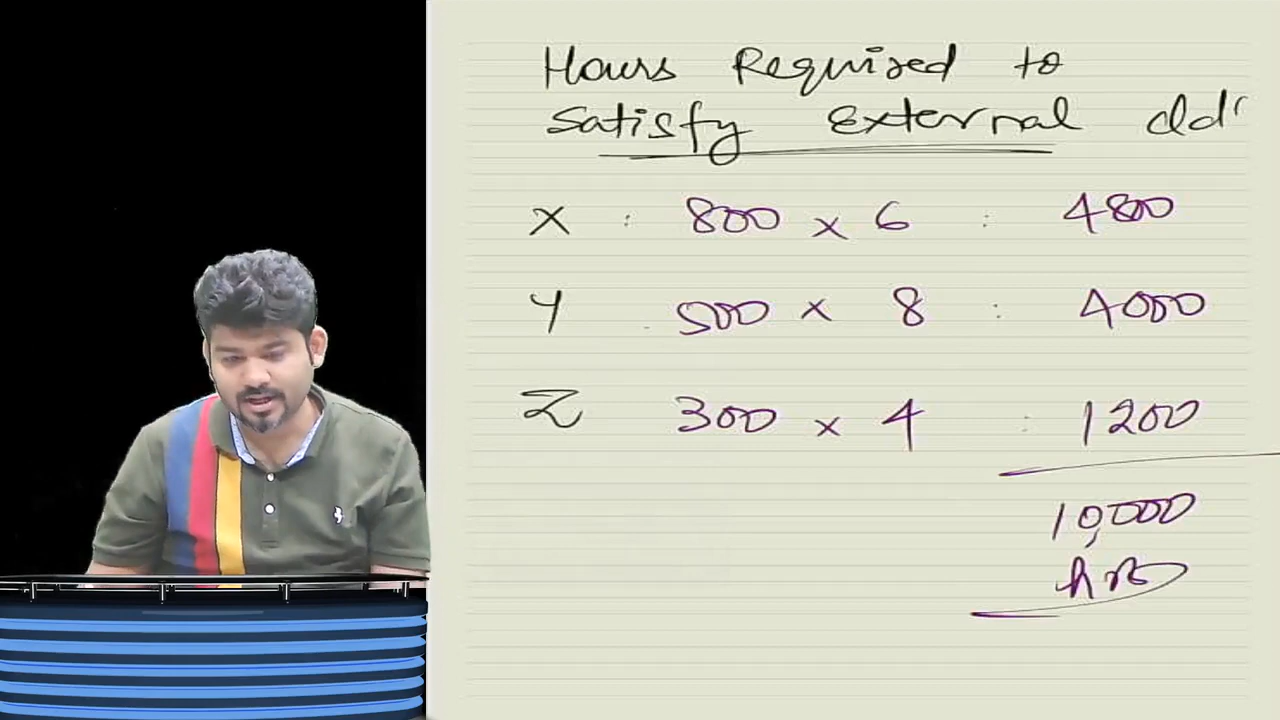 Hours Required to
Satisfy External dd
X : 800 x 6 : 4800
Y . 500 x 8 : 4000
Z 300 x 4 : 1200
10,000
hrs